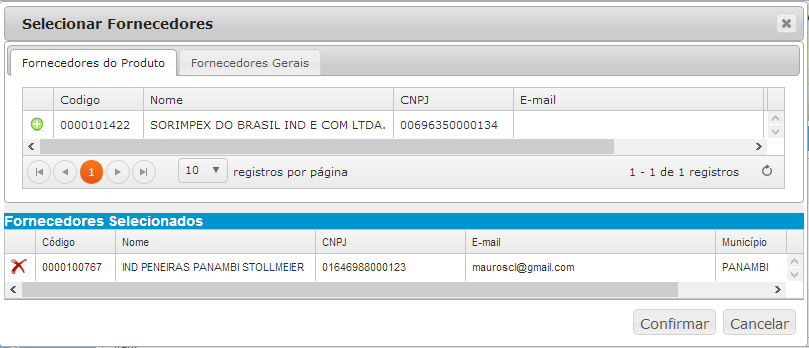 Selecionar Fornecedores
Fornecedores do Produto Fornecedores Gerais
Codigo Nome CNPJ E-mail
0000101422 SORIMPEX DO BRASIL IND E COM LTDA. 00696350000134
1 10 registros por página 1 - 1 de 1 registros
Fornecedores Selecionados
Código Nome CNPJ E-mail Município
0000100767 IND PENEIRAS PANAMBI STOLLMEIER 01646988000123 mauroscl@gmail.com PANAMBI
Confirmar Cancelar